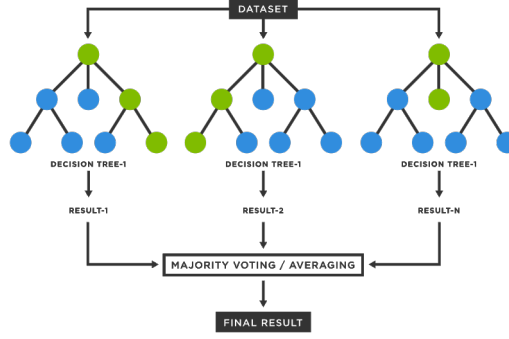 DATASET
DECISION TREE-1 DECISION TREE-1 DECISION TREE-1
RESULT-1 RESULT-2 RESULT-N
MAJORITY VOTING / AVERAGING
FINAL RESULT